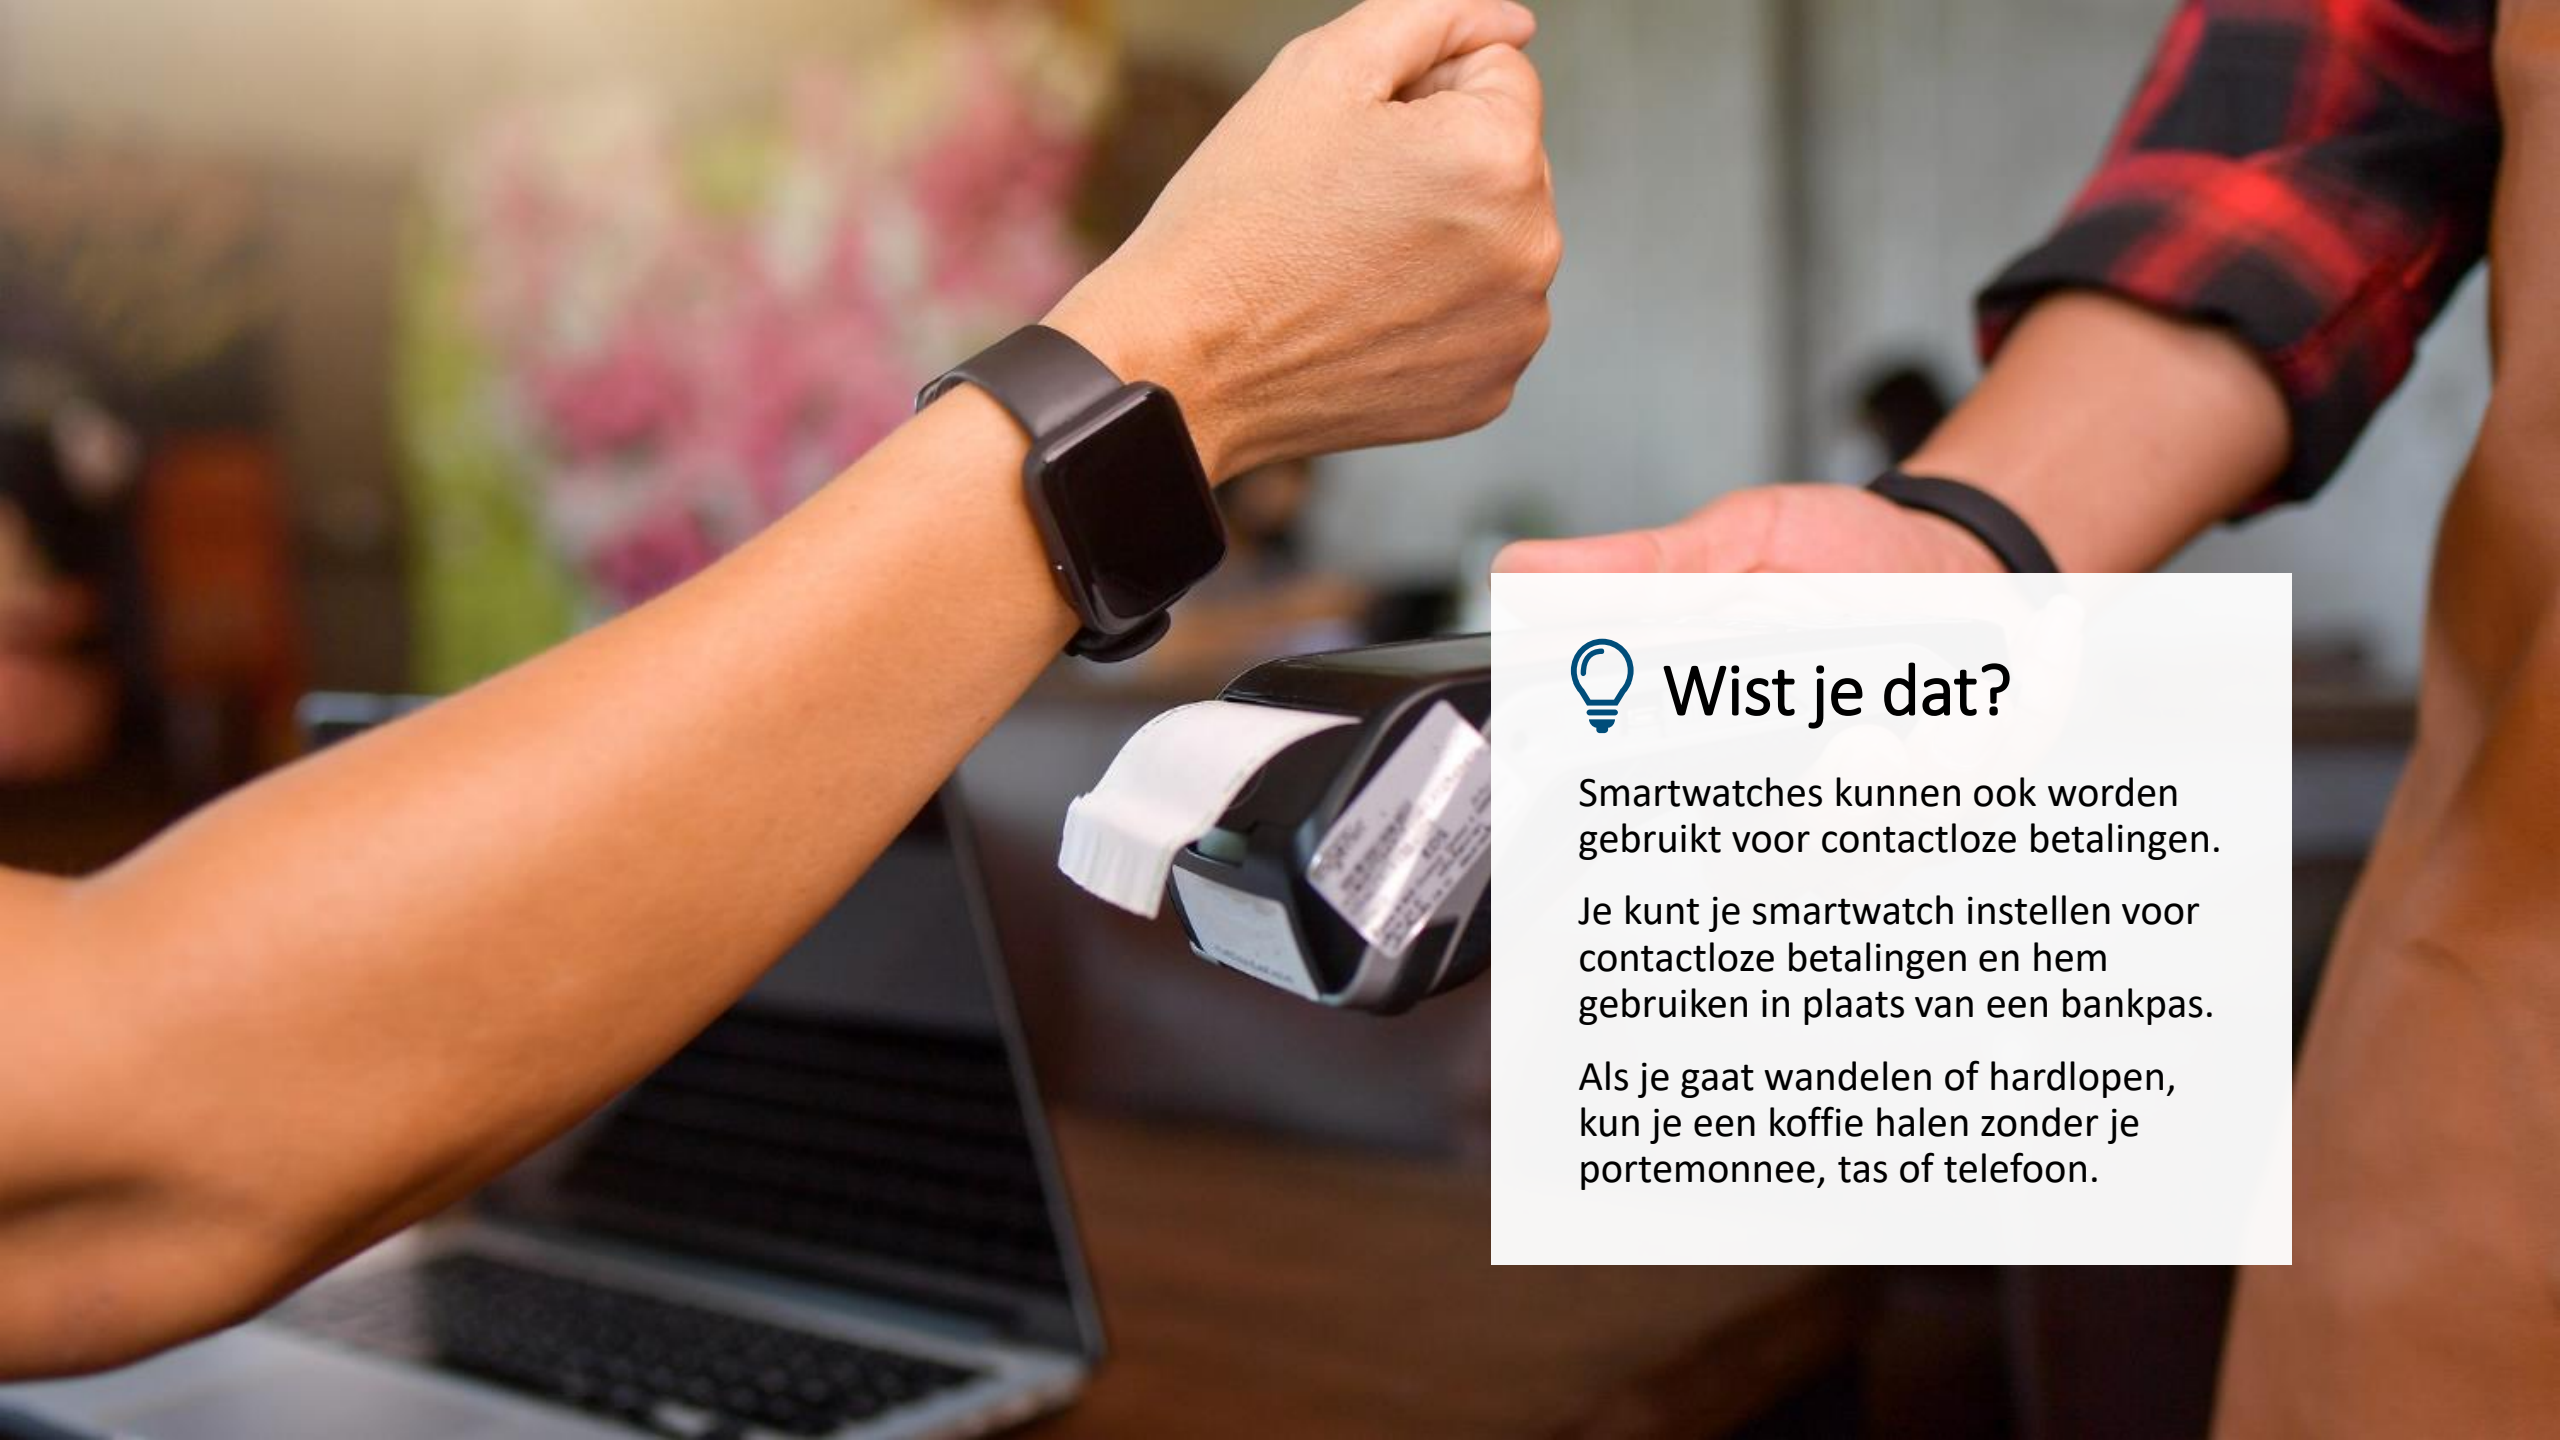 Wist je dat?
Smartwatches kunnen ook worden
gebruikt voor contactloze betalingen.
Je kunt je smartwatch instellen voor
contactloze betalingen en hem
gebruiken in plaats van een bankpas.
Als je gaat wandelen of hardlopen,
kun je een koffie halen zonder je
portemonnee, tas of telefoon.